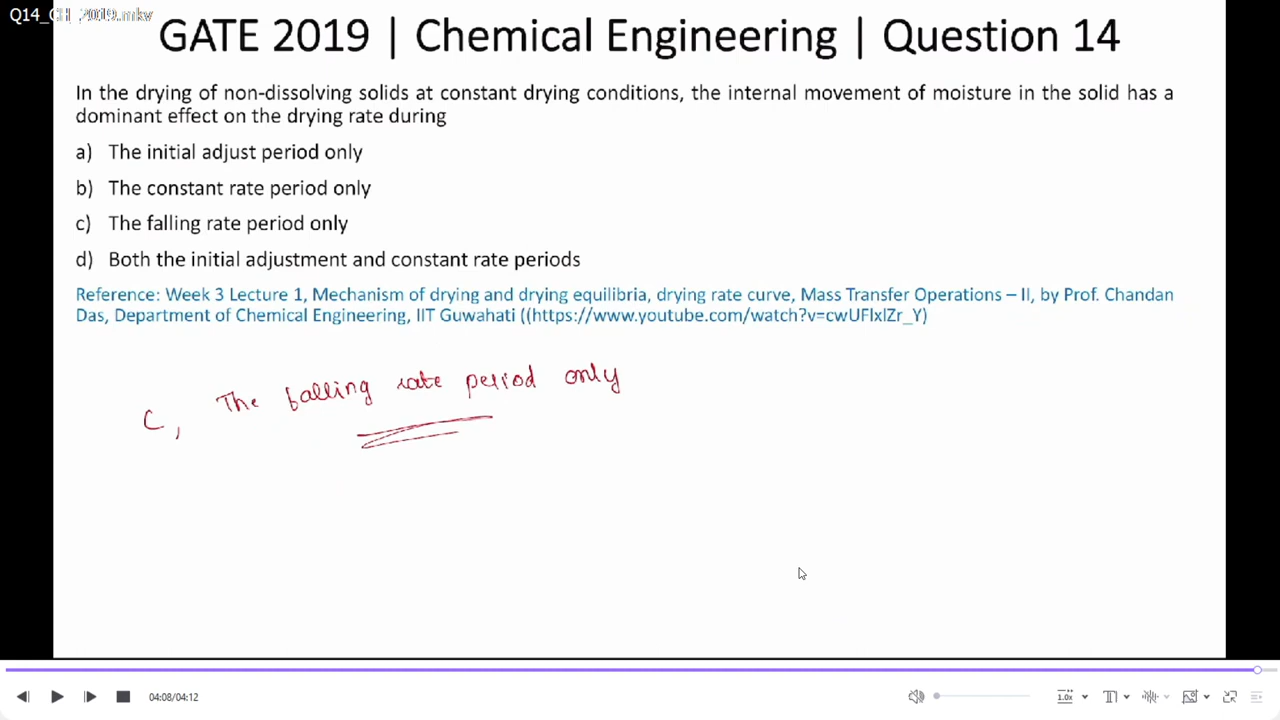 Q14_CH_2019.mkv
GATE 2019 | Chemical Engineering | Question 14
In the drying of non-dissolving solids at constant drying conditions, the internal movement of moisture in the solid has a
dominant effect on the drying rate during
a) The initial adjust period only
b) The constant rate period only
c) The falling rate period only
d) Both the initial adjustment and constant rate periods
Reference: Week 3 Lecture 1, Mechanism of drying and drying equilibria, drying rate curve, Mass Transfer Operations – II, by Prof. Chandan
Das, Department of Chemical Engineering, IIT Guwahati ((https://www.youtube.com/watch?v=cwUFlxlZr_Y)
C, The falling rate period only
04:08/04:12
1.0x